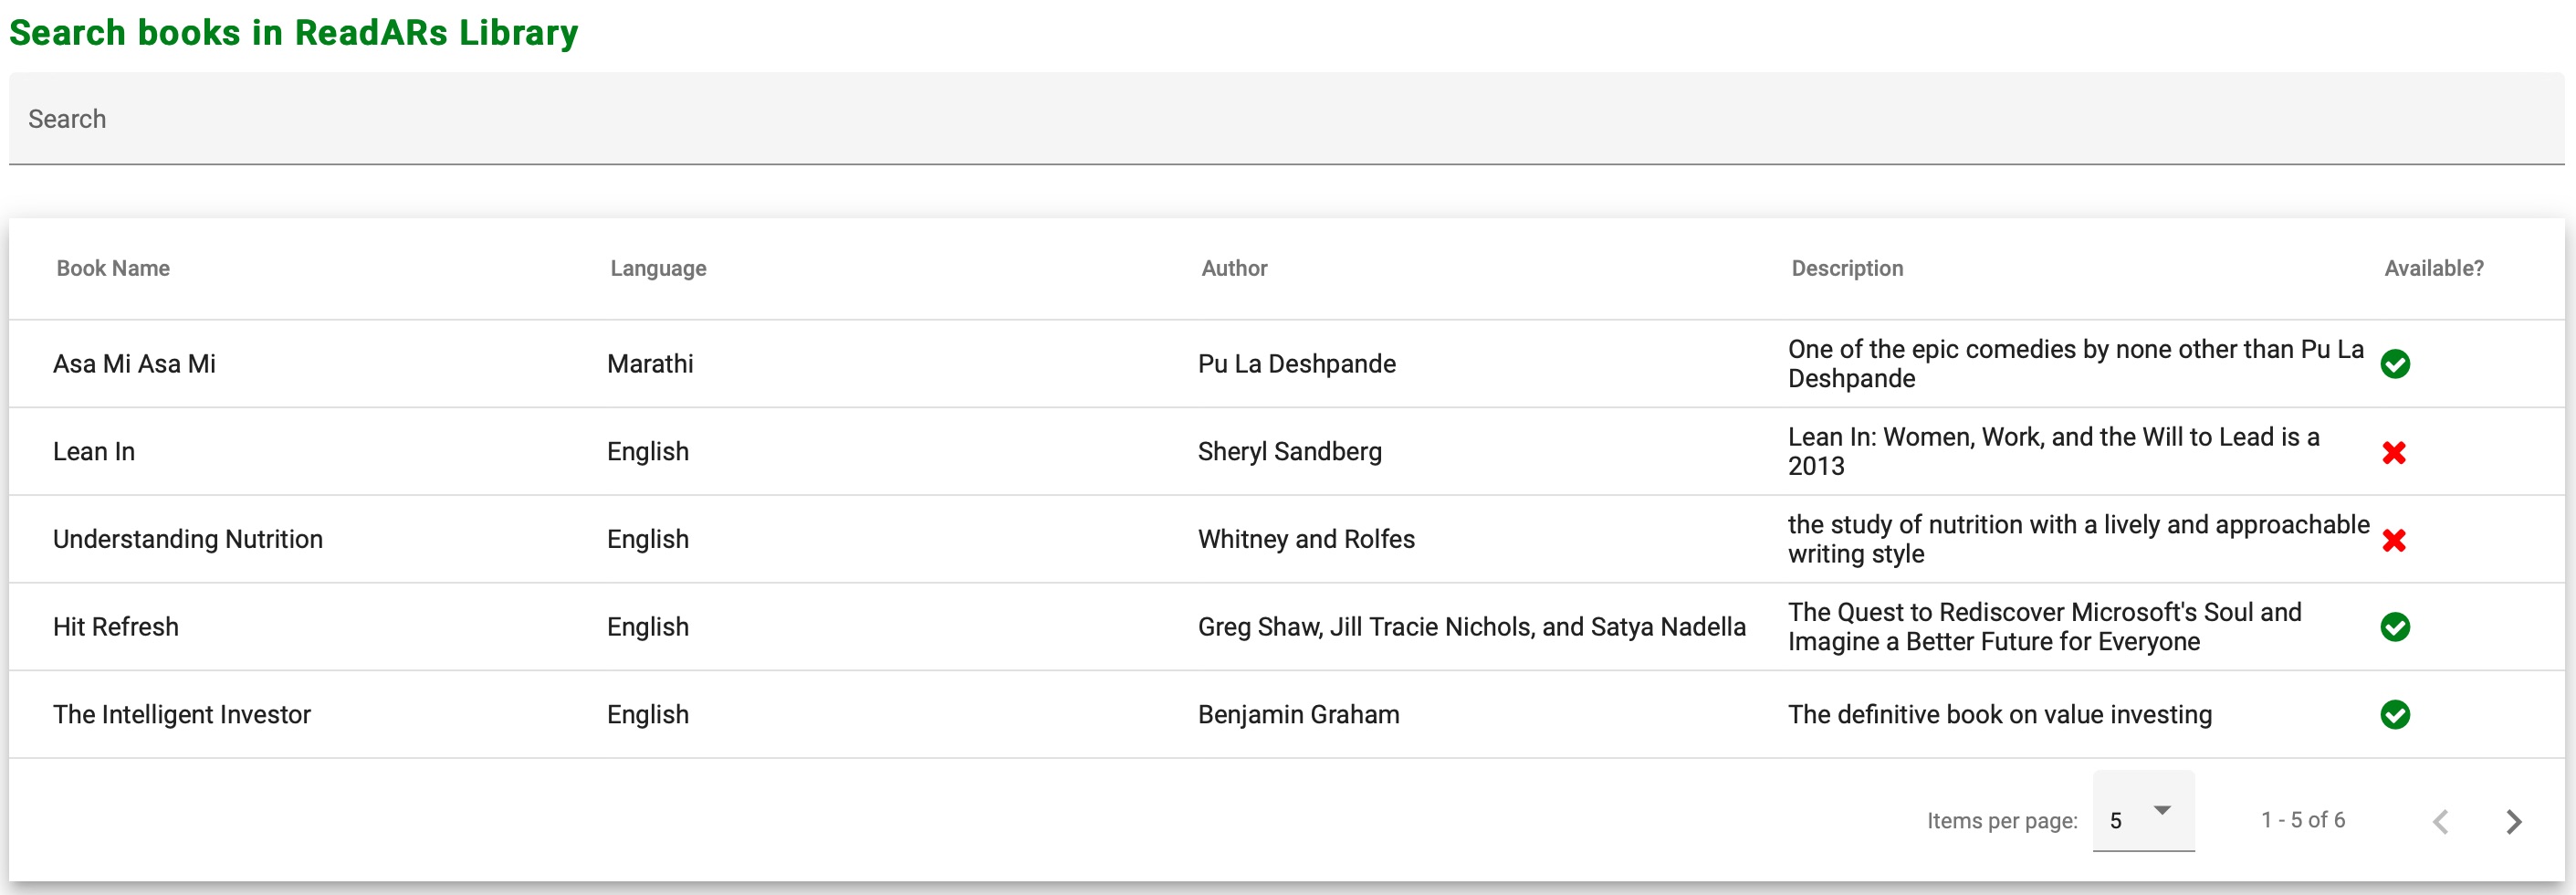 Search books in ReadARs Library
Search
Book Name Language Author Description Available?
Asa Mi Asa Mi Marathi Pu La Deshpande One of the epic comedies by none other than Pu La
Deshpande
Lean In English Sheryl Sandberg Lean In: Women, Work, and the Will to Lead is a
2013
Understanding Nutrition English Whitney and Rolfes the study of nutrition with a lively and approachable
writing style
Hit Refresh English Greg Shaw, Jill Tracie Nichols, and Satya Nadella The Quest to Rediscover Microsoft's Soul and
Imagine a Better Future for Everyone
The Intelligent Investor English Benjamin Graham The definitive book on value investing
Items per page: 5 1 - 5 of 6